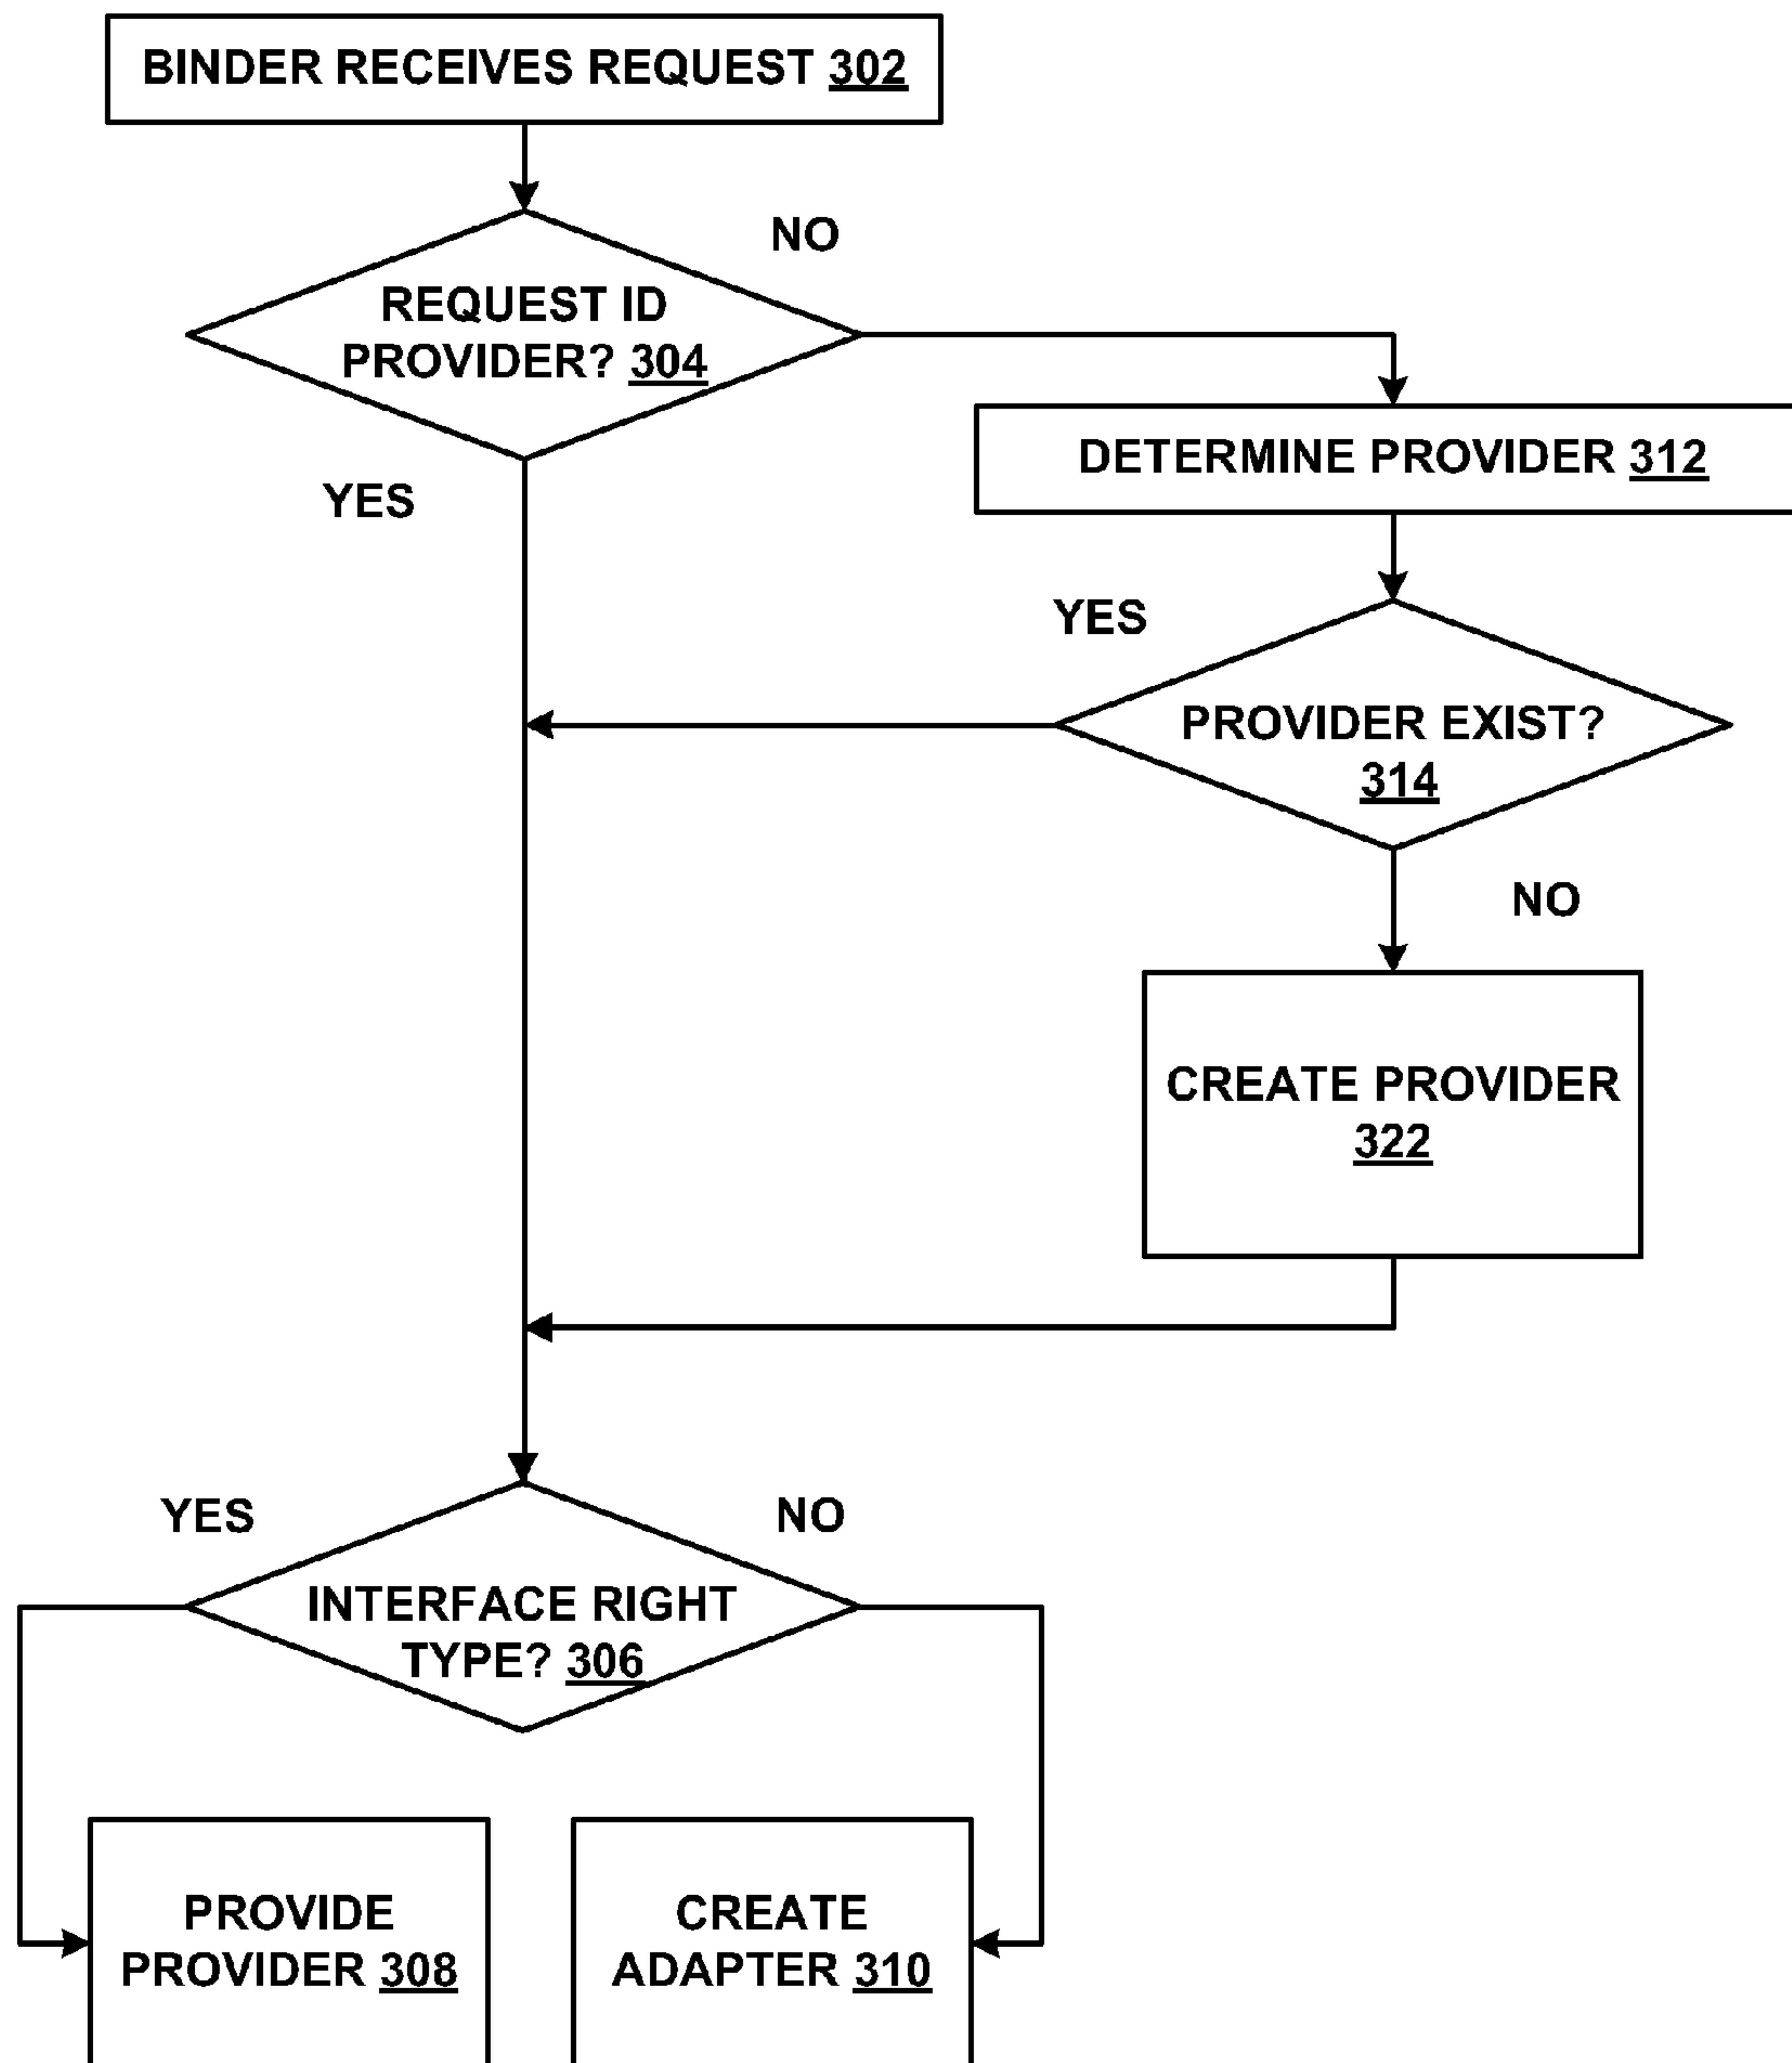 BINDER RECEIVES REQUEST 302
NO
REQUEST ID
PROVIDER? 304
YES
DETERMINE PROVIDER 312
YES
PROVIDER EXIST?
314
NO
CREATE PROVIDER
322
YES
NO
INTERFACE RIGHT
TYPE? 306
PROVIDE
PROVIDER 308
CREATE
ADAPTER 310